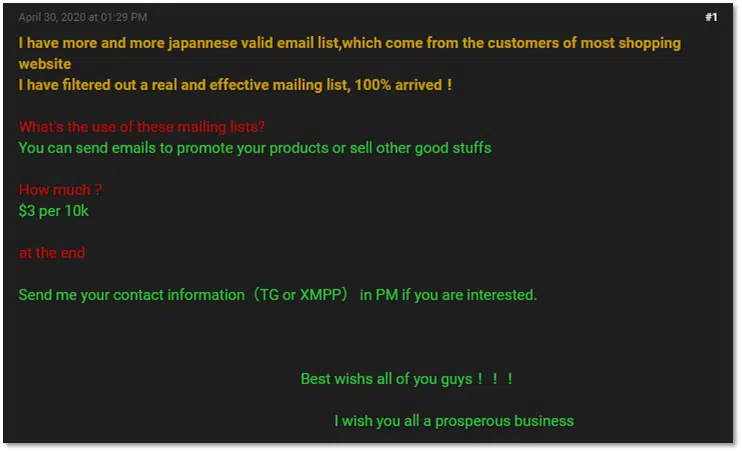 April 30, 2020 at 01:29 PM
#1
I have more and more japannese valid email list,which come from the customers of most shopping
website
I have filtered out a real and effective mailing list, 100% arrived！
What's the use of these mailing lists?
You can send emails to promote your products or sell other good stuffs
How much？
$3 per 10k
at the end
Send me your contact information（TG or XMPP） in PM if you are interested.
Best wishs all of you guys！！！
I wish you all a prosperous business